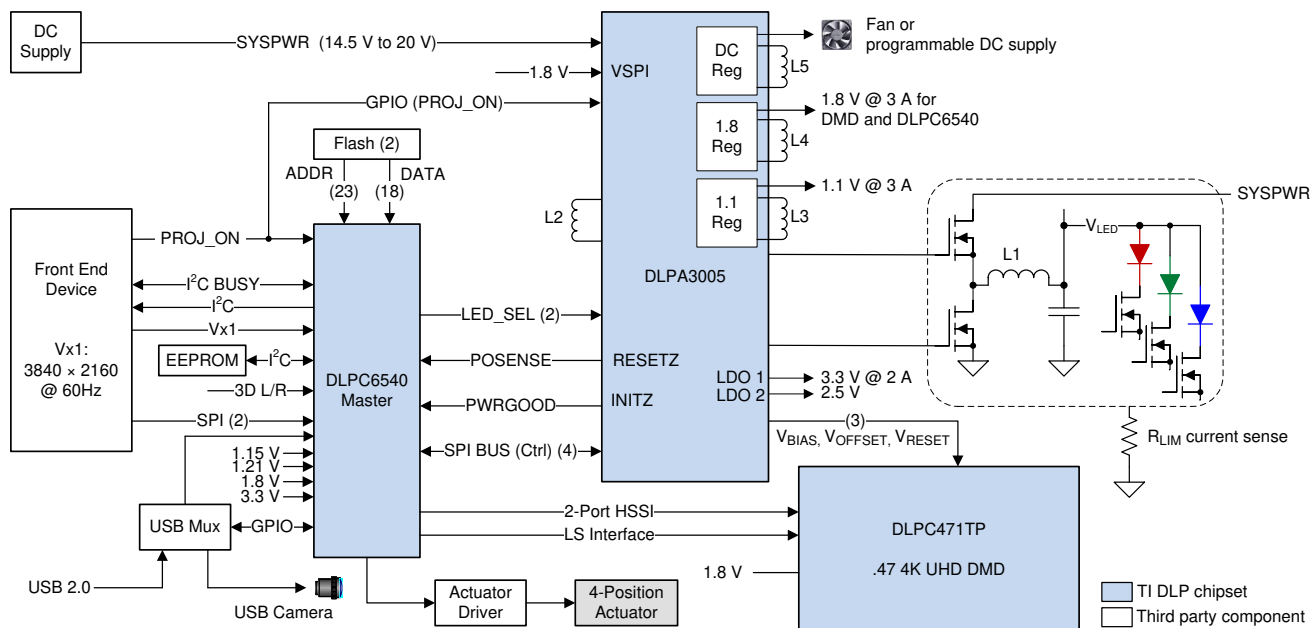 DC
Supply
SYSPWR (14.5 V to 20 V)
1.8 V
VSPI
GPIO (PROJ_ON)
DC
Reg
L5
Fan or
programmable DC supply
1.8
Reg
L4
1.8 V @ 3 A for
DMD and DLPC6540
1.1
Reg
L3
1.1 V @ 3 A
Flash (2)
ADDR
(23)
DATA
(18)
L2
DLPA3005
SYSPWR
L1
VLED
Front End
Device
Vx1:
3840 × 2160
@ 60Hz
PROJ_ON
I2C BUSY
I2C
Vx1
EEPROM
I2C
3D L/R
SPI (2)
1.15 V
1.21 V
1.8 V
3.3 V
DLPC6540
Master
LED_SEL (2)
POSENSE
RESETZ
PWRGOOD
INITZ
SPI BUS (Ctrl) (4)
LDO 1
3.3 V @ 2 A
LDO 2
2.5 V
(3)
VBIAS, VOFFSET, VRESET
RLIM current sense
USB Mux
GPIO
USB 2.0
USB Camera
2-Port HSSI
LS Interface
DLPC471TP
.47 4K UHD DMD
1.8 V
Actuator
Driver
4-Position
Actuator
TI DLP chipset
Third party component